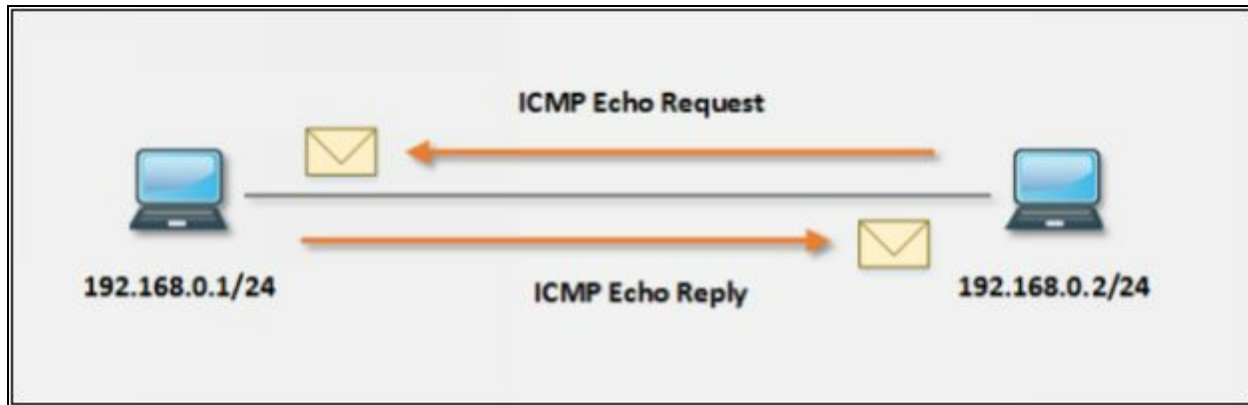 ICMP Echo Request
192.168.0.1/24
ICMP Echo Reply
192.168.0.2/24